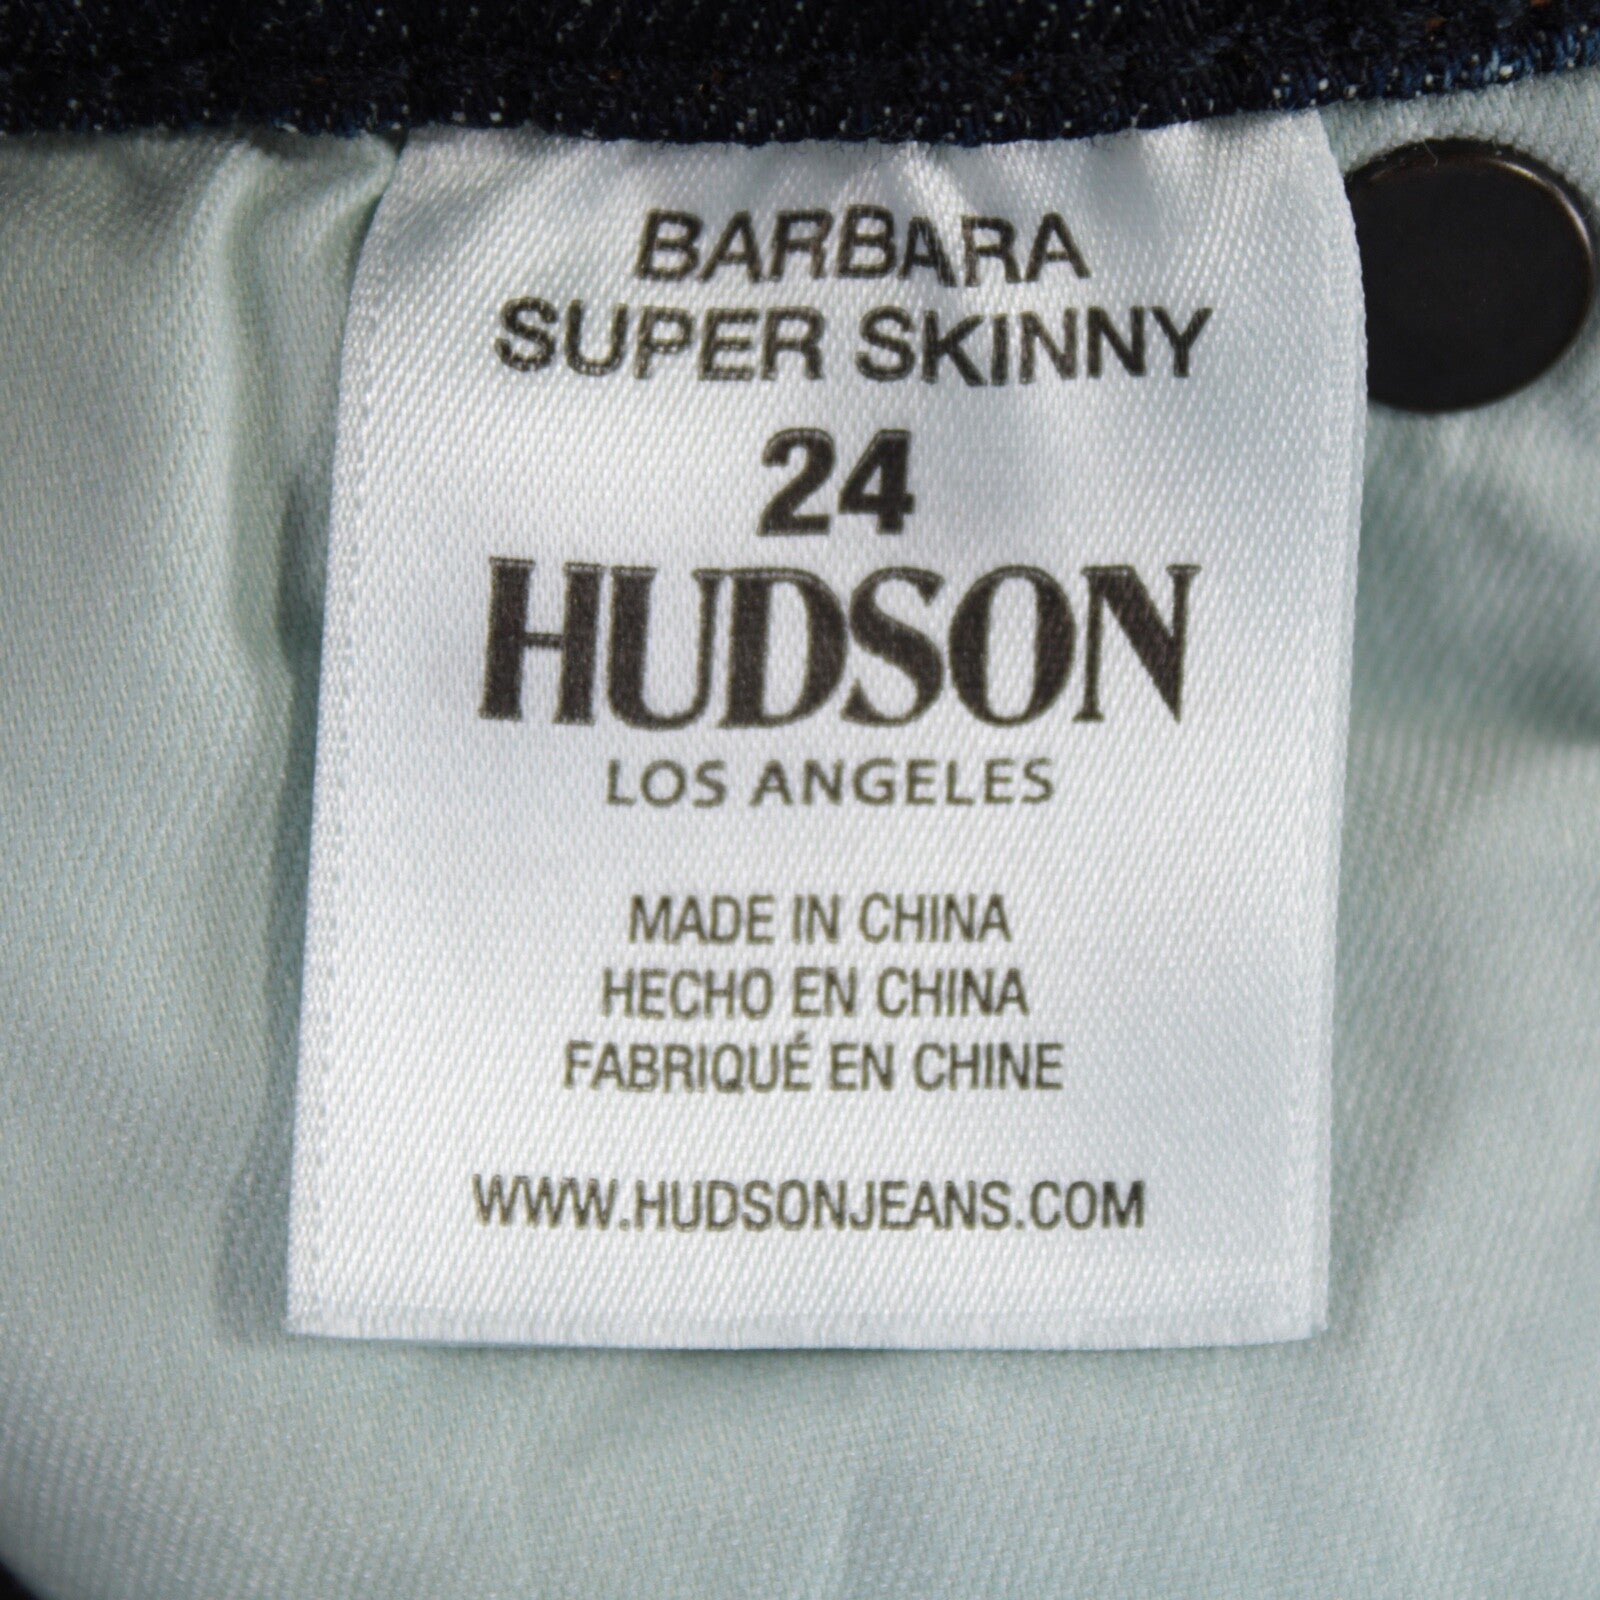 BARBARA
SUPER SKINNY
24
HUDSON
LOS ANGELES
MADE IN CHINA
HECHO EN CHINA
FABRIQUÉ EN CHINE
WWW.HUDSONJEANS.COM